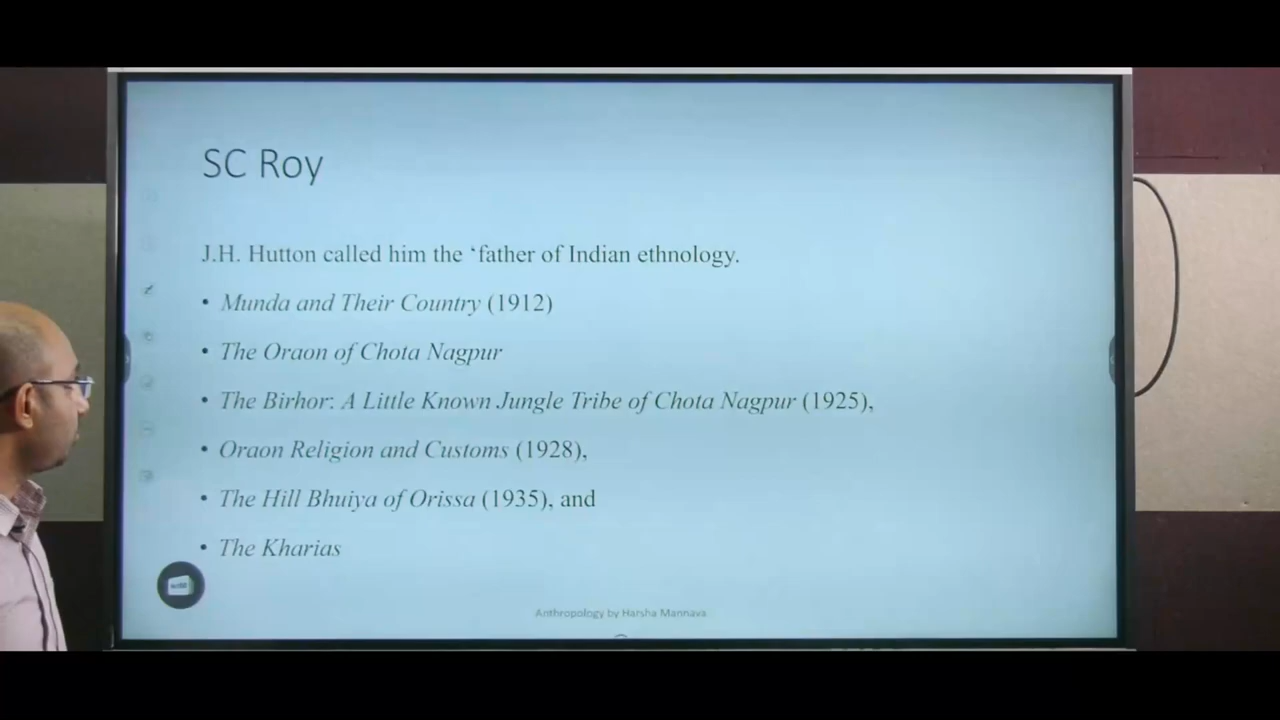 SC Roy
J.H. Hutton called him the ‘father of Indian ethnology.
• Munda and Their Country (1912)
• The Oraon of Chota Nagpur
• The Birhor: A Little Known Jungle Tribe of Chota Nagpur (1925),
• Oraon Religion and Customs (1928),
• The Hill Bhuiya of Orissa (1935), and
• The Kharias
Anthropology by Harsha Mannava